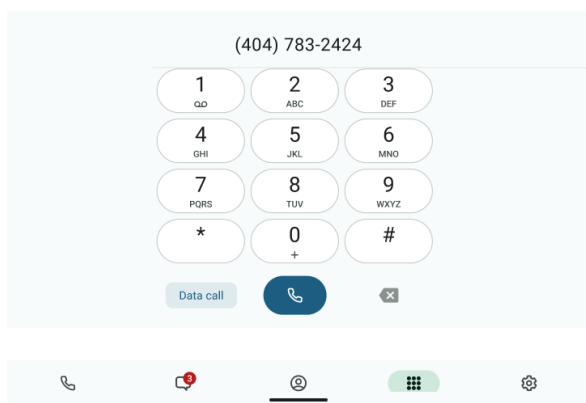 (404) 783-2424
1 2 3
ABC DEF
4 5 6
GHI JKL MNO
7 8 9
PQRS TUV WXYZ
* 0 #
+
Data call
3